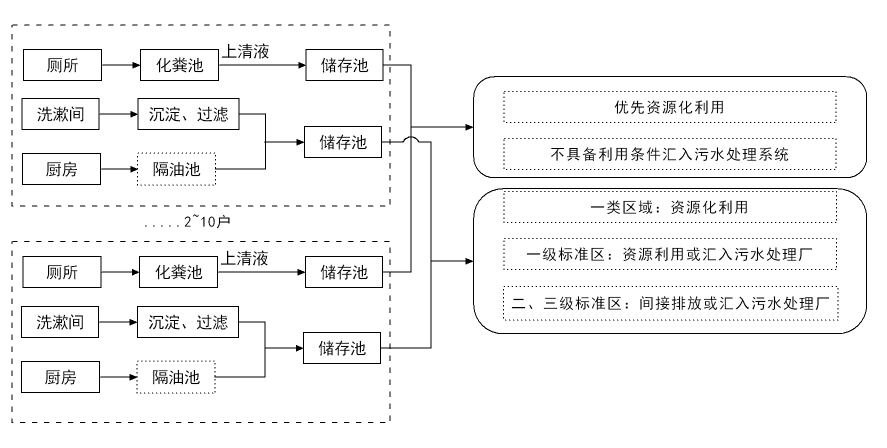 厕所
化粪池
上清液
储存池
洗漱间
沉淀、过滤
储存池
厨房
隔油池
.....2~10户
厕所
化粪池
上清液
储存池
洗漱间
沉淀、过滤
储存池
厨房
隔油池
优先资源化利用
不具备利用条件汇入污水处理系统
一类区域：资源化利用
一级标准区：资源利用或汇入污水处理厂
二、三级标准区：间接排放或汇入污水处理厂